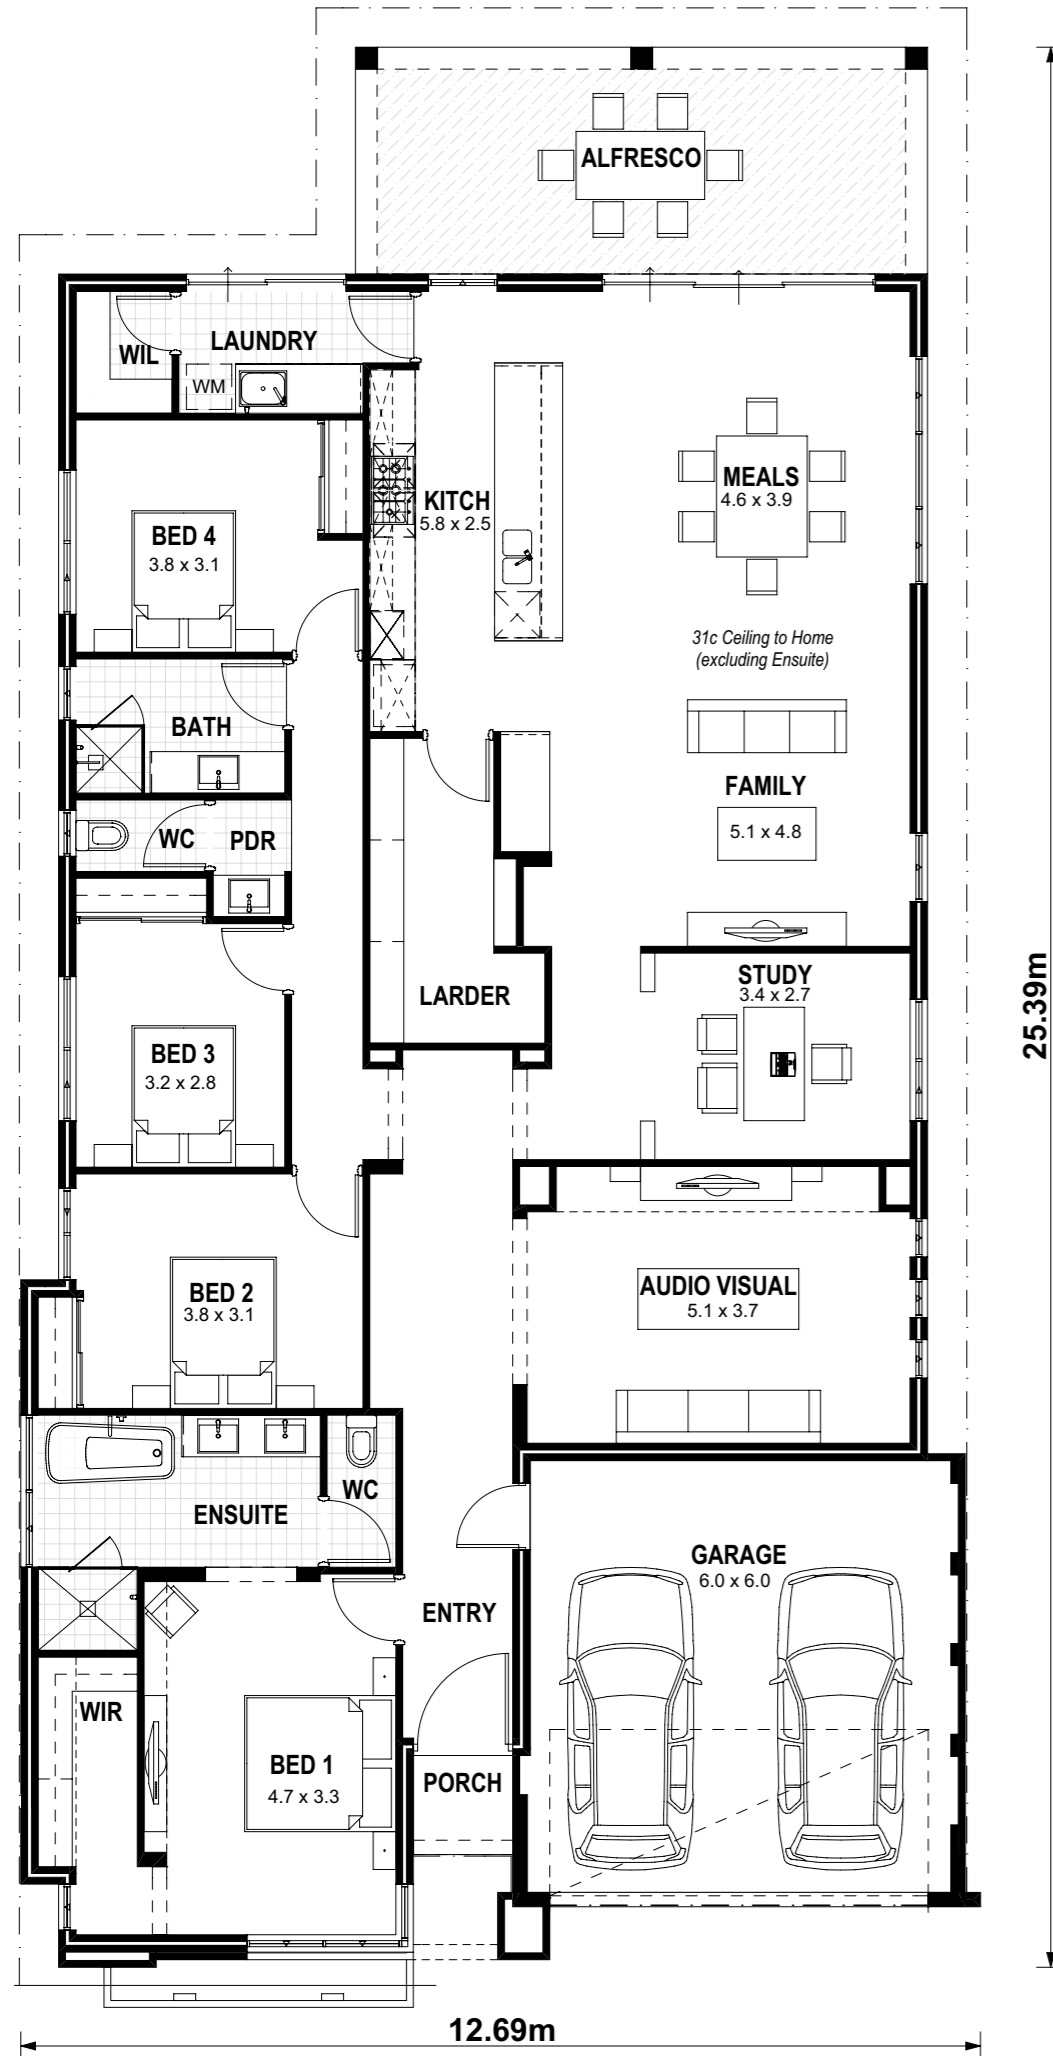 ALFRESCO
WIL
LAUNDRY
WM
KITCH
5.8 x 2.5
MEALS
4.6 x 3.9
BED 4
3.8 x 3.1
31c Ceiling to Home
(excluding Ensuite)
BATH
FAMILY
5.1 x 4.8
WC
PDR
LARDER
STUDY
3.4 x 2.7
25.39m
BED 3
3.2 x 2.8
BED 2
3.8 x 3.1
AUDIO VISUAL
5.1 x 3.7
ENSUITE
WC
GARAGE
6.0 x 6.0
ENTRY
WIR
BED 1
4.7 x 3.3
PORCH
12.69m